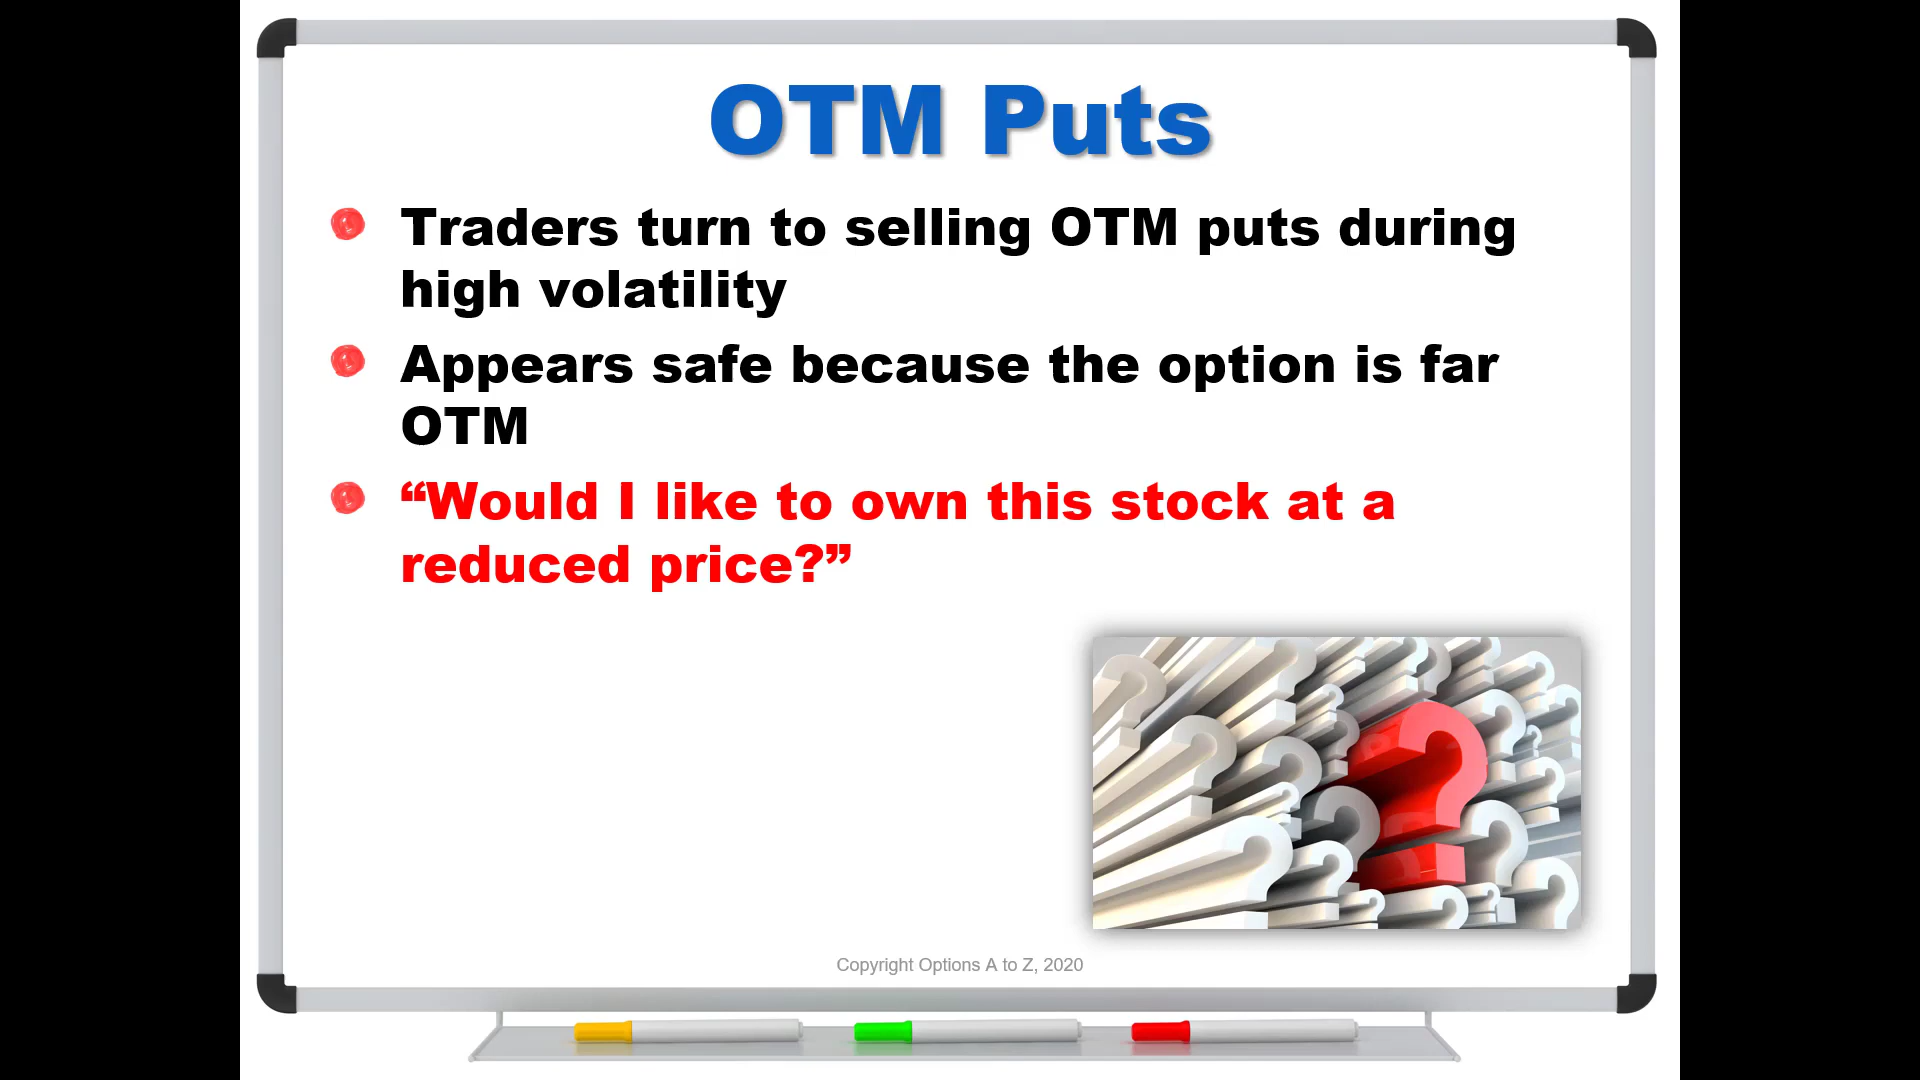 OTM Puts
Traders turn to selling OTM puts during
high volatility
Appears safe because the option is far
OTM
“Would I like to own this stock at a
reduced price?”
Copyright Options A to Z, 2020